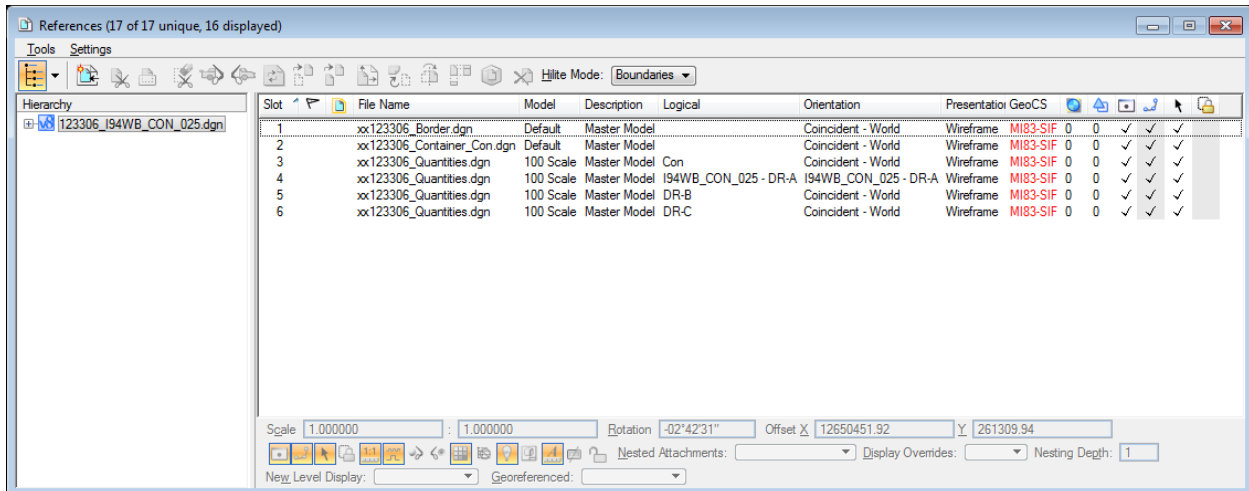 References (17 of 17 unique, 16 displayed)
Tools Settings
Hilite Mode: Boundaries
Hierarchy
123306_I94WB_CON_025.dgn
Slot File Name Model Description Logical Orientation Presentation GeoCS
1 xx123306_Border.dgn Default Master Model Coincident - World Wireframe MI83-SIF 0 0
2 xx123306_Container_Con.dgn Default Master Model Coincident - World Wireframe MI83-SIF 0 0
3 xx123306_Quantities.dgn 100 Scale Master Model Con Coincident - World Wireframe MI83-SIF 0 0
4 xx123306_Quantities.dgn 100 Scale Master Model I94WB_CON_025 - DR-A I94WB_CON_025 - DR-A Wireframe MI83-SIF 0 0
5 xx123306_Quantities.dgn 100 Scale Master Model DR-B Coincident - World Wireframe MI83-SIF 0 0
6 xx123306_Quantities.dgn 100 Scale Master Model DR-C Coincident - World Wireframe MI83-SIF 0 0
Scale 1.000000 : 1.000000 Rotation -02°42'31" Offset X 12650451.92 Y 261309.94
1:1 Nested Attachments: Display Overrides: Nesting Depth: 1
New Level Display: Georeferenced: